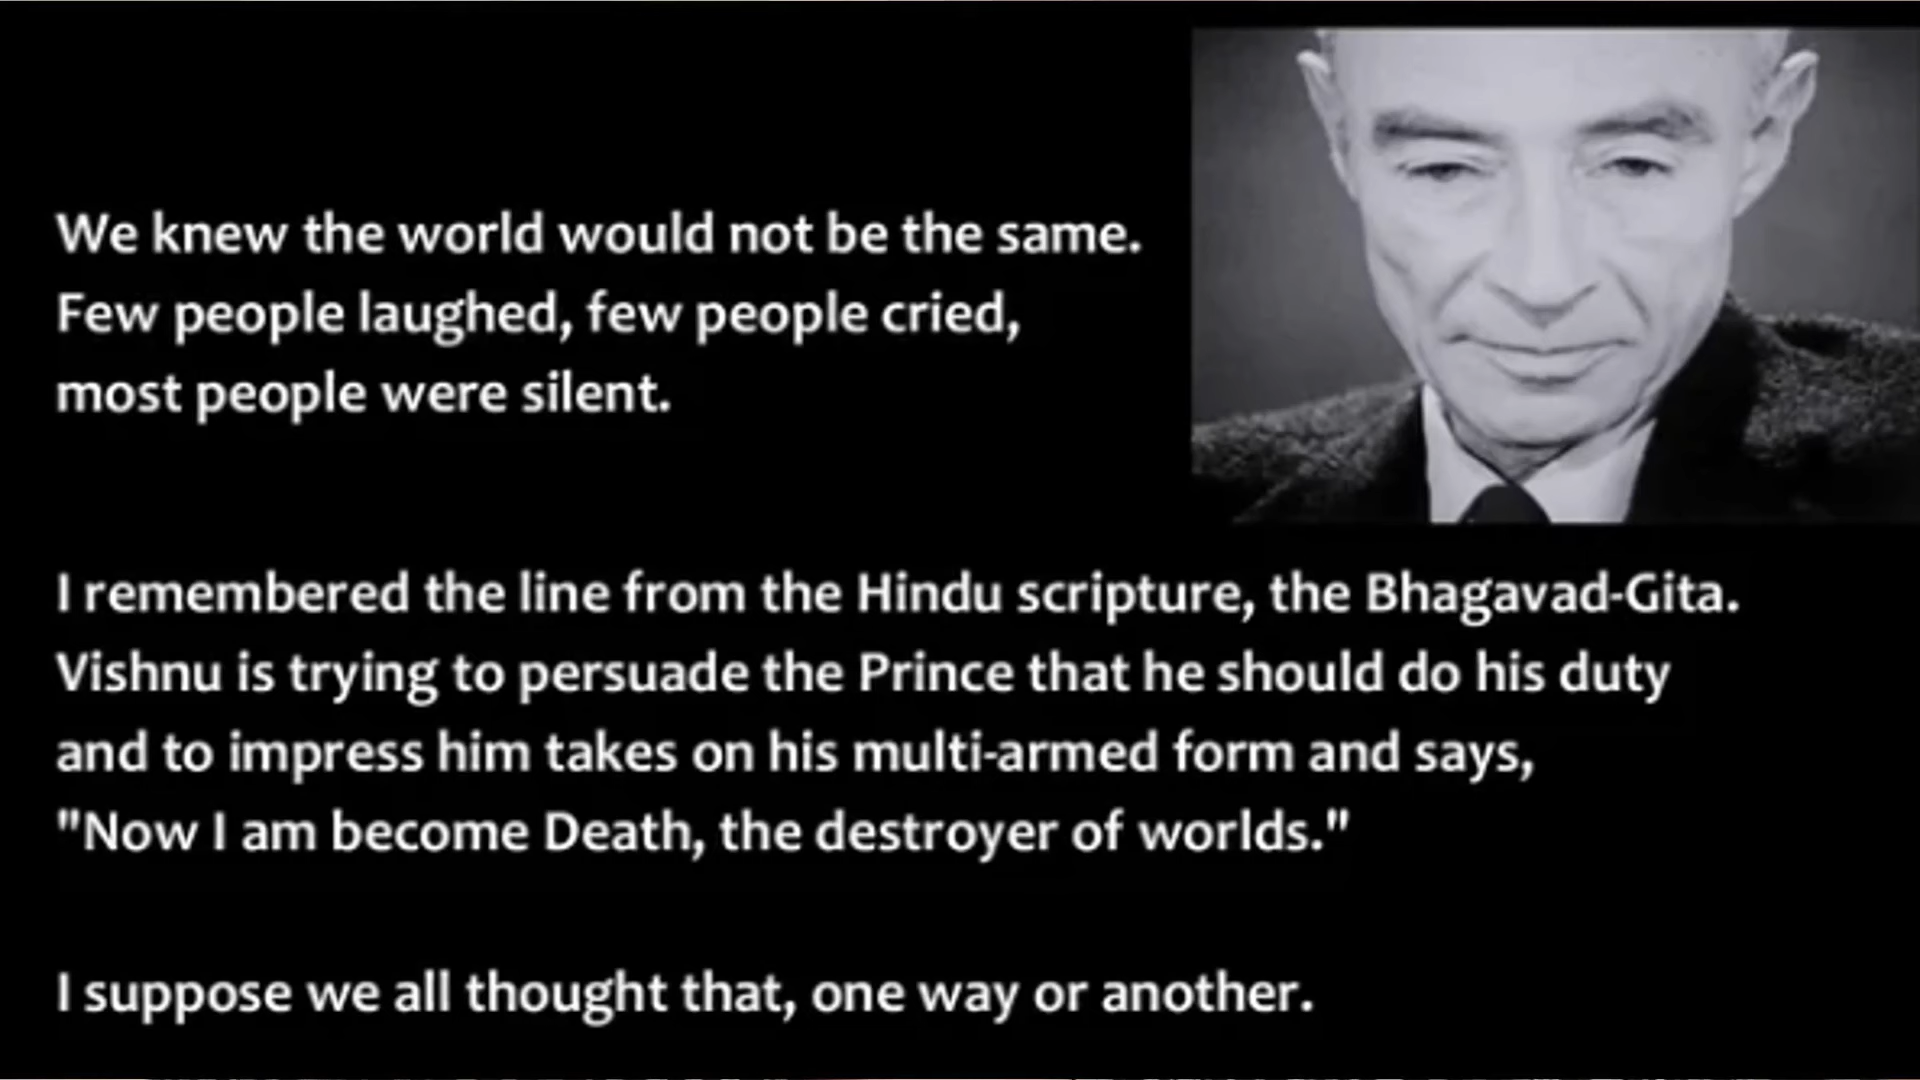 We knew the world would not be the same.
Few people laughed, few people cried,
most people were silent.
I remembered the line from the Hindu scripture, the Bhagavad-Gita.
Vishnu is trying to persuade the Prince that he should do his duty
and to impress him takes on his multi-armed form and says,
"Now I am become Death, the destroyer of worlds."
I suppose we all thought that, one way or another.